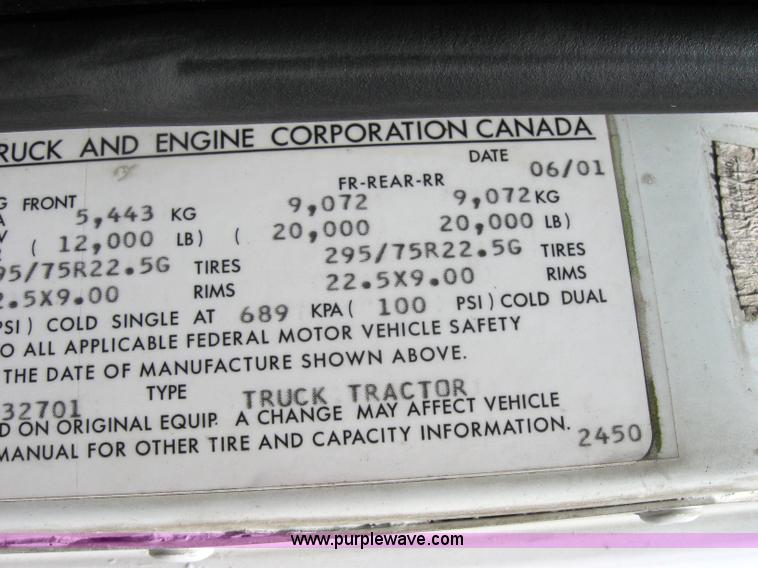 TRUCK AND ENGINE CORPORATION CANADA
DATE 06/01
FRONT FR-REAR-RR
5,443 KG 9,072 9,072 KG
( 12,000 LB) ( 20,000 20,000 LB)
95/75R22.5G TIRES 295/75R22.5G TIRES
2.5X9.00 RIMS 22.5X9.00 RIMS
PSI) COLD SINGLE AT 689 KPA( 100 PSI) COLD DUAL
O ALL APPLICABLE FEDERAL MOTOR VEHICLE SAFETY
THE DATE OF MANUFACTURE SHOWN ABOVE.
32701 TYPE TRUCK TRACTOR
D ON ORIGINAL EQUIP. A CHANGE MAY AFFECT VEHICLE
MANUAL FOR OTHER TIRE AND CAPACITY INFORMATION. 2450
www.purplewave.com